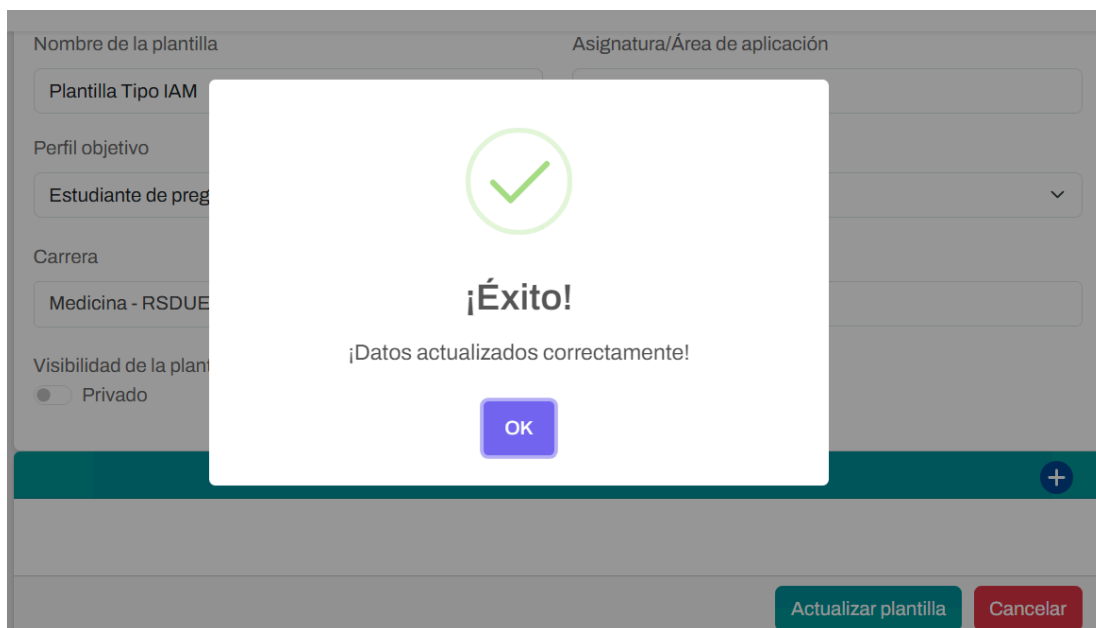 Nombre de la plantilla
Asignatura/Área de aplicación
Plantilla Tipo IAM
Perfil objetivo
Estudiante de preg
Carrera
Medicina - RSDUE
Visibilidad de la plant
Privado
¡Éxito!
¡Datos actualizados correctamente!
OK
Actualizar plantilla
Cancelar